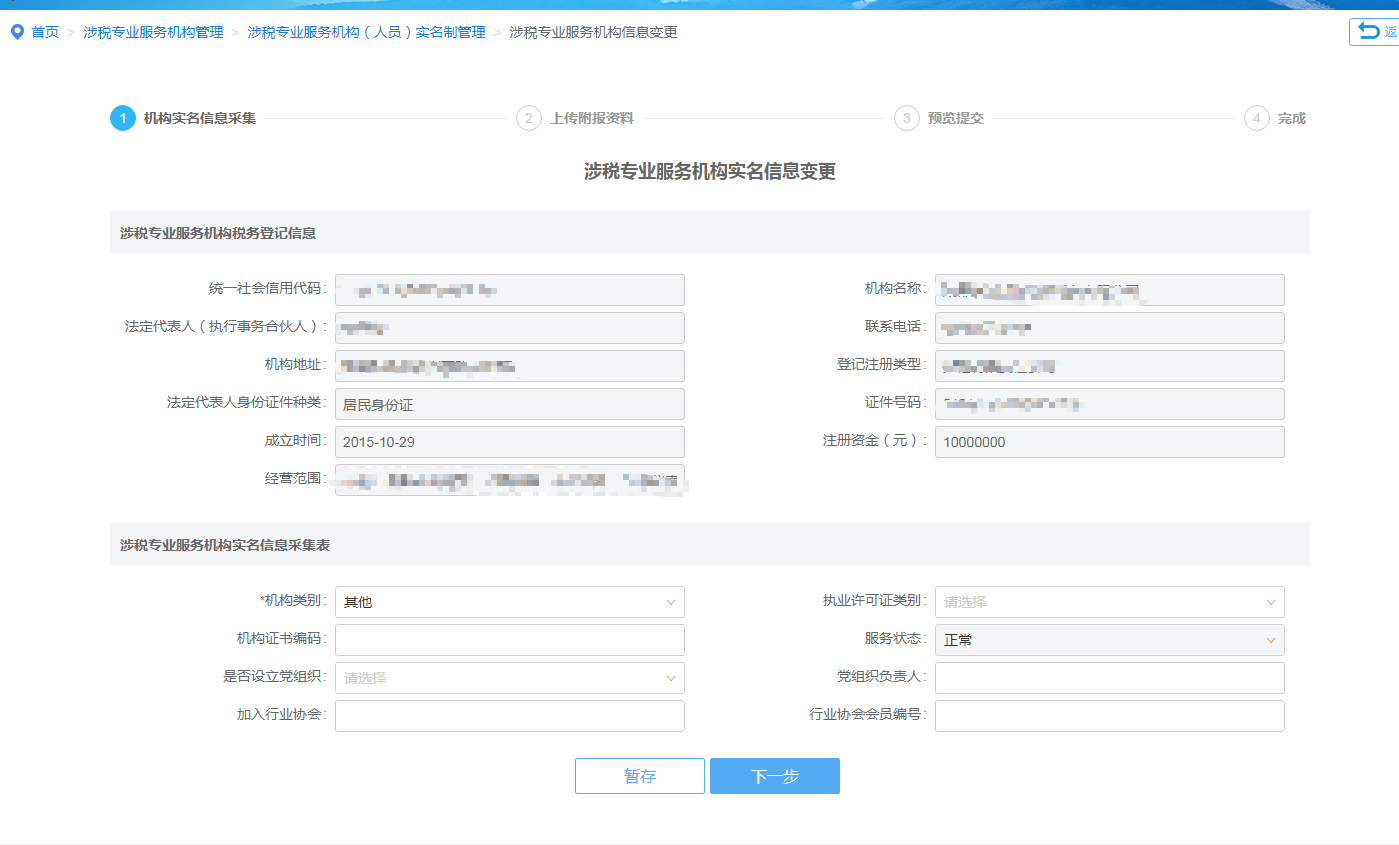 首页 > 涉税专业服务机构管理 > 涉税专业服务机构（人员）实名制管理 > 涉税专业服务机构信息变更 返
1 机构实名信息采集 2 上传附报资料 3 预览提交 4 完成
涉税专业服务机构实名信息变更
涉税专业服务机构税务登记信息
统一社会信用代码: 机构名称:
法定代表人（执行事务合伙人）: 联系电话:
机构地址: 登记注册类型:
法定代表人身份证件种类: 居民身份证 证件号码:
成立时间: 2015-10-29 注册资金（元）: 10000000
经营范围:
涉税专业服务机构实名信息采集表
*机构类别: 其他 执业许可证类别: 请选择
机构证书编码: 服务状态: 正常
是否设立党组织: 请选择 党组织负责人:
加入行业协会: 行业协会会员编号:
暂存 下一步